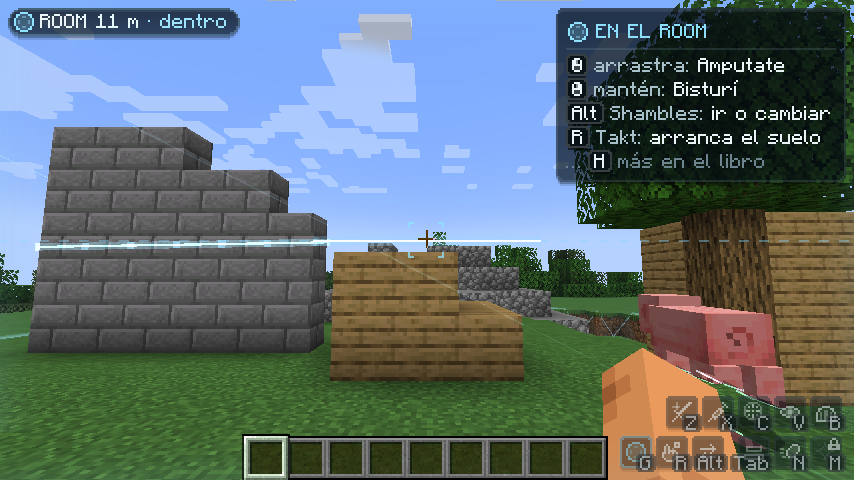 ROOM 11 m · dentro
EN EL ROOM
arrastra: Amputate
mantén: Bisturí
Alt Shambles: ir o cambiar
R Takt: arranca el suelo
... H más en el libro
Z X C V B
G R Alt Tab N M